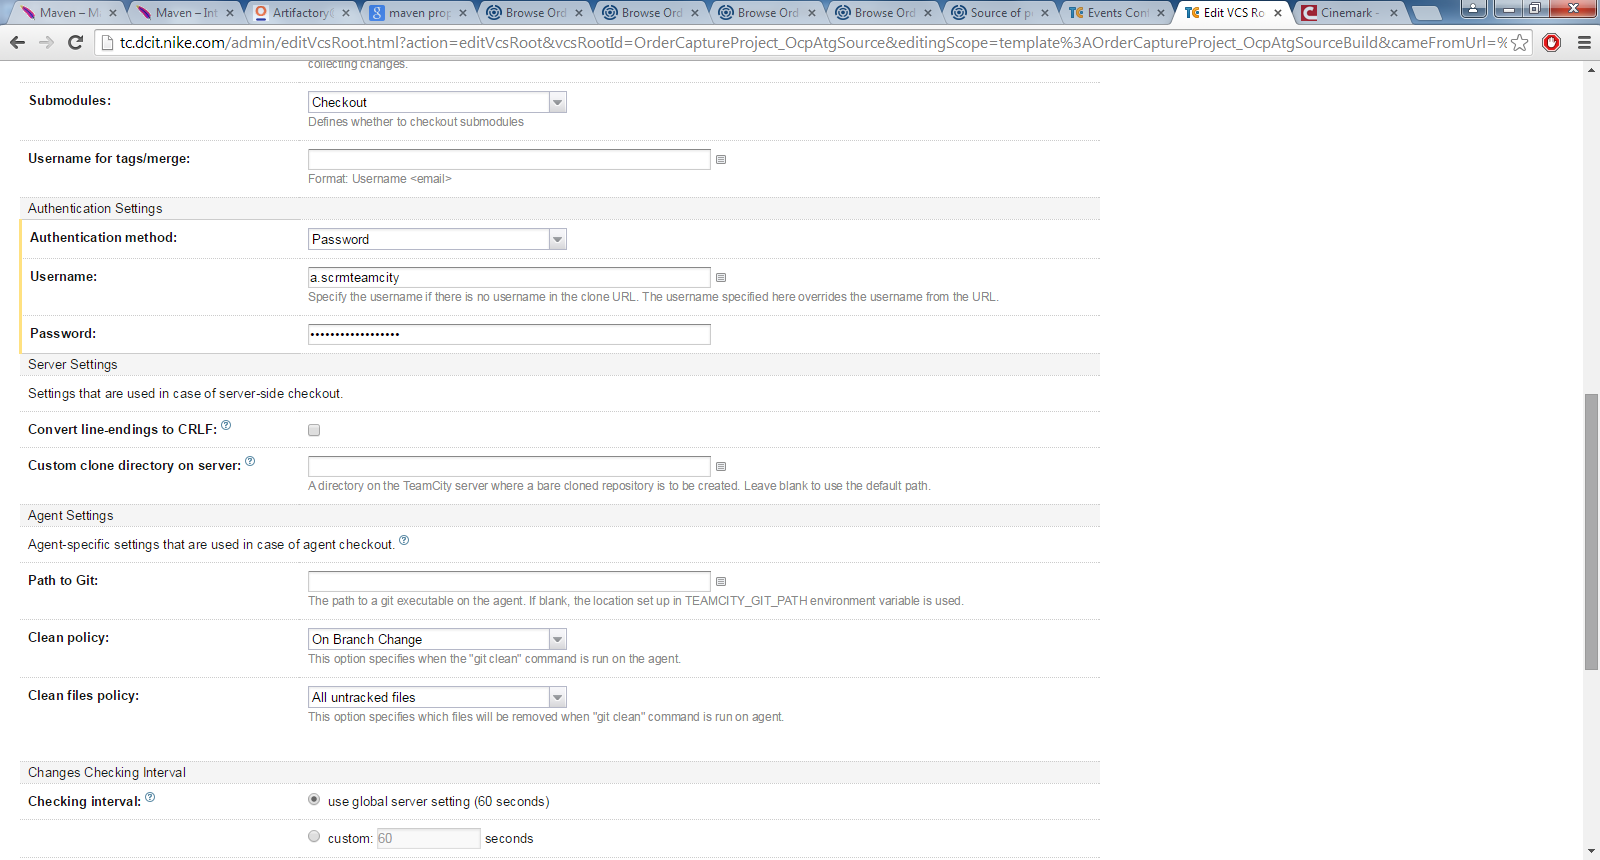 Maven – Ma
Maven – Int
Artifactory@
maven prop
Browse Ord
Browse Ord
Browse Ord
Browse Ord
Source of p
Events Conf
Edit VCS Ro
Cinemark -
tc.dcit.nike.com/admin/editVcsRoot.html?action=editVcsRoot&vcsRootId=OrderCaptureProject_OcpAtgSource&editingScope=template%3AOrderCaptureProject_OcpAtgSourceBuild&cameFromUrl=%
collecting changes.
Submodules:
Checkout
Defines whether to checkout submodules
Username for tags/merge:
Format: Username <email>
Authentication Settings
Authentication method:
Password
Username:
a.scrmteamcity
Specify the username if there is no username in the clone URL. The username specified here overrides the username from the URL.
Password:
••••••••••••••••••
Server Settings
Settings that are used in case of server-side checkout.
Convert line-endings to CRLF: ?
Custom clone directory on server: ?
A directory on the TeamCity server where a bare cloned repository is to be created. Leave blank to use the default path.
Agent Settings
Agent-specific settings that are used in case of agent checkout. ?
Path to Git:
The path to a git executable on the agent. If blank, the location set up in TEAMCITY_GIT_PATH environment variable is used.
Clean policy:
On Branch Change
This option specifies when the "git clean" command is run on the agent.
Clean files policy:
All untracked files
This option specifies which files will be removed when "git clean" command is run on agent.
Changes Checking Interval
Checking interval: ?
use global server setting (60 seconds)
custom: 60 seconds